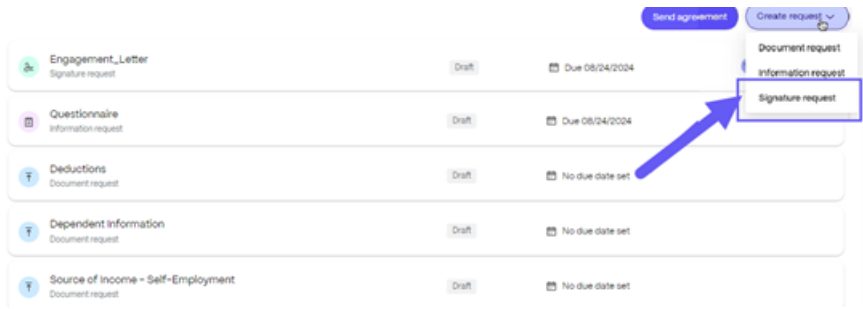 Send agreement Create request
Document request
Information request
Signature request
Engagement_Letter
Signature request
Draft
Due 08/24/2024
Questionnaire
Information request
Draft
Due 08/24/2024
Deductions
Document request
Draft
No due date set
Dependent Information
Document request
Draft
No due date set
Source of Income - Self-Employment
Document request
Draft
No due date set